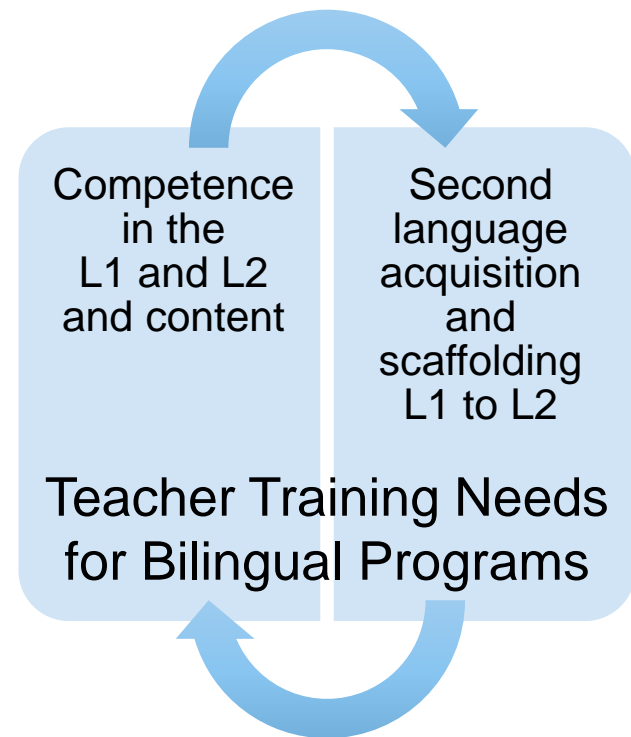 Competence
in the
L1 and L2
and content
Second
language
acquisition
and
scaffolding
L1 to L2
Teacher Training Needs
for Bilingual Programs